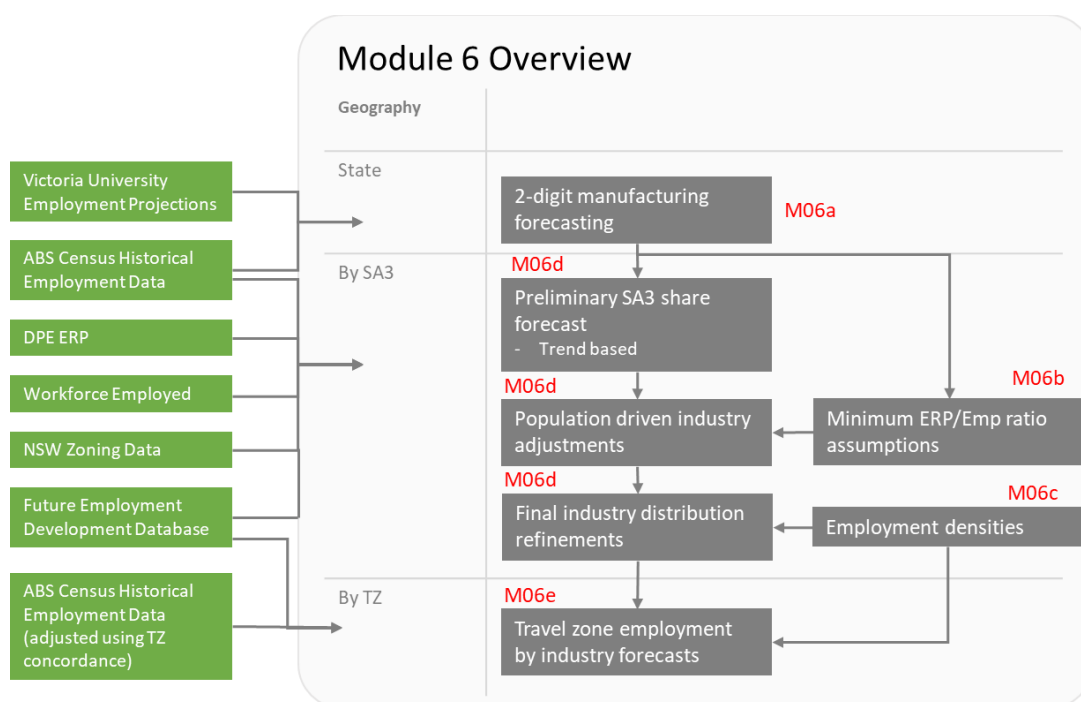 Module 6 Overview
Geography
State
By SA3
By TZ
Victoria University
Employment Projections
ABS Census Historical
Employment Data
DPE ERP
Workforce Employed
NSW Zoning Data
Future Employment
Development Database
ABS Census Historical
Employment Data
(adjusted using TZ
concordance)
2-digit manufacturing
forecasting
M06a
M06d
Preliminary SA3 share
forecast
- Trend based
M06d
Population driven industry
adjustments
M06b
Minimum ERP/Emp ratio
assumptions
M06d
Final industry distribution
refinements
M06c
Employment densities
M06e
Travel zone employment
by industry forecasts